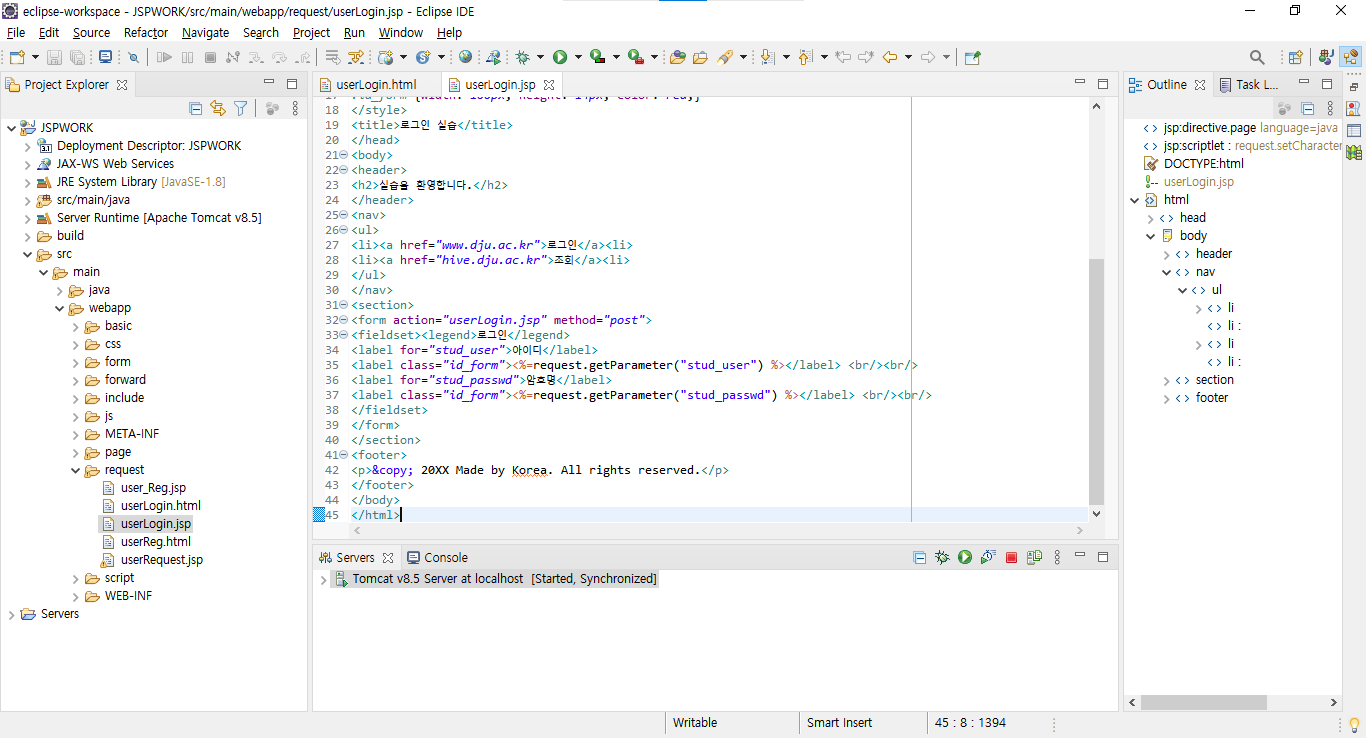 eclipse-workspace - JSPWORK/src/main/webapp/request/userLogin.jsp - Eclipse IDE
File Edit Source Refactor Navigate Search Project Run Window Help
Project Explorer
JSPWORK
Deployment Descriptor: JSPWORK
JAX-WS Web Services
JRE System Library [JavaSE-1.8]
src/main/java
Server Runtime [Apache Tomcat v8.5]
build
src
main
java
webapp
basic
css
form
forward
include
js
META-INF
page
request
user_Reg.jsp
userLogin.html
userLogin.jsp
userReg.html
userRequest.jsp
script
WEB-INF
Servers
userLogin.html userLogin.jsp
18 </style>
19 <title>로그인 실습</title>
20 </head>
21 <body>
22 <header>
23 <h2>실습을 환영합니다.</h2>
24 </header>
25 <nav>
26 <ul>
27 <li><a href="www.dju.ac.kr">로그인</a><li>
28 <li><a href="hive.dju.ac.kr">조회</a><li>
29 </ul>
30 </nav>
31 <section>
32 <form action="userLogin.jsp" method="post">
33 <fieldset><legend>로그인</legend>
34 <label for="stud_user">아이디</label>
35 <label class="id_form"><%=request.getParameter("stud_user") %></label> <br/><br/>
36 <label for="stud_passwd">암호명</label>
37 <label class="id_form"><%=request.getParameter("stud_passwd") %></label> <br/><br/>
38 </fieldset>
39 </form>
40 </section>
41 <footer>
42 <p>&copy; 20XX Made by Korea. All rights reserved.</p>
43 </footer>
44 </body>
45 </html>
Servers Console
Tomcat v8.5 Server at localhost [Started, Synchronized]
Outline Task L...
jsp:directive.page language=java
jsp:scriptlet : request.setCharacter
DOCTYPE:html
userLogin.jsp
html
head
body
header
nav
ul
li
li :
li
li :
section
footer
Writable Smart Insert 45 : 8 : 1394